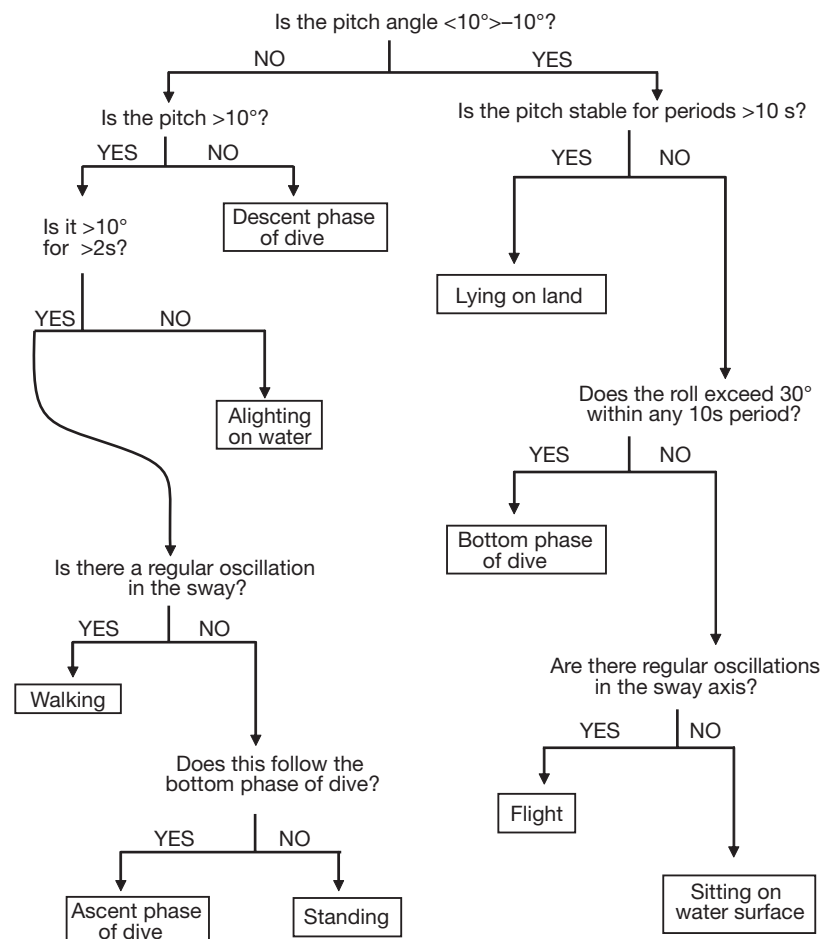 Is the pitch angle <10°>–10°?
NO
YES
Is the pitch >10°?
Is the pitch stable for periods >10 s?
YES
NO
YES
NO
Is it >10°
for >2s?
Descent phase
of dive
Lying on land
YES
NO
Alighting
on water
Does the roll exceed 30°
within any 10s period?
YES
NO
Bottom phase
of dive
Is there a regular oscillation
in the sway?
YES
NO
Walking
Are there regular oscillations
in the sway axis?
YES
NO
Does this follow the
bottom phase of dive?
Flight
YES
NO
Ascent phase
of dive
Standing
Sitting on
water surface